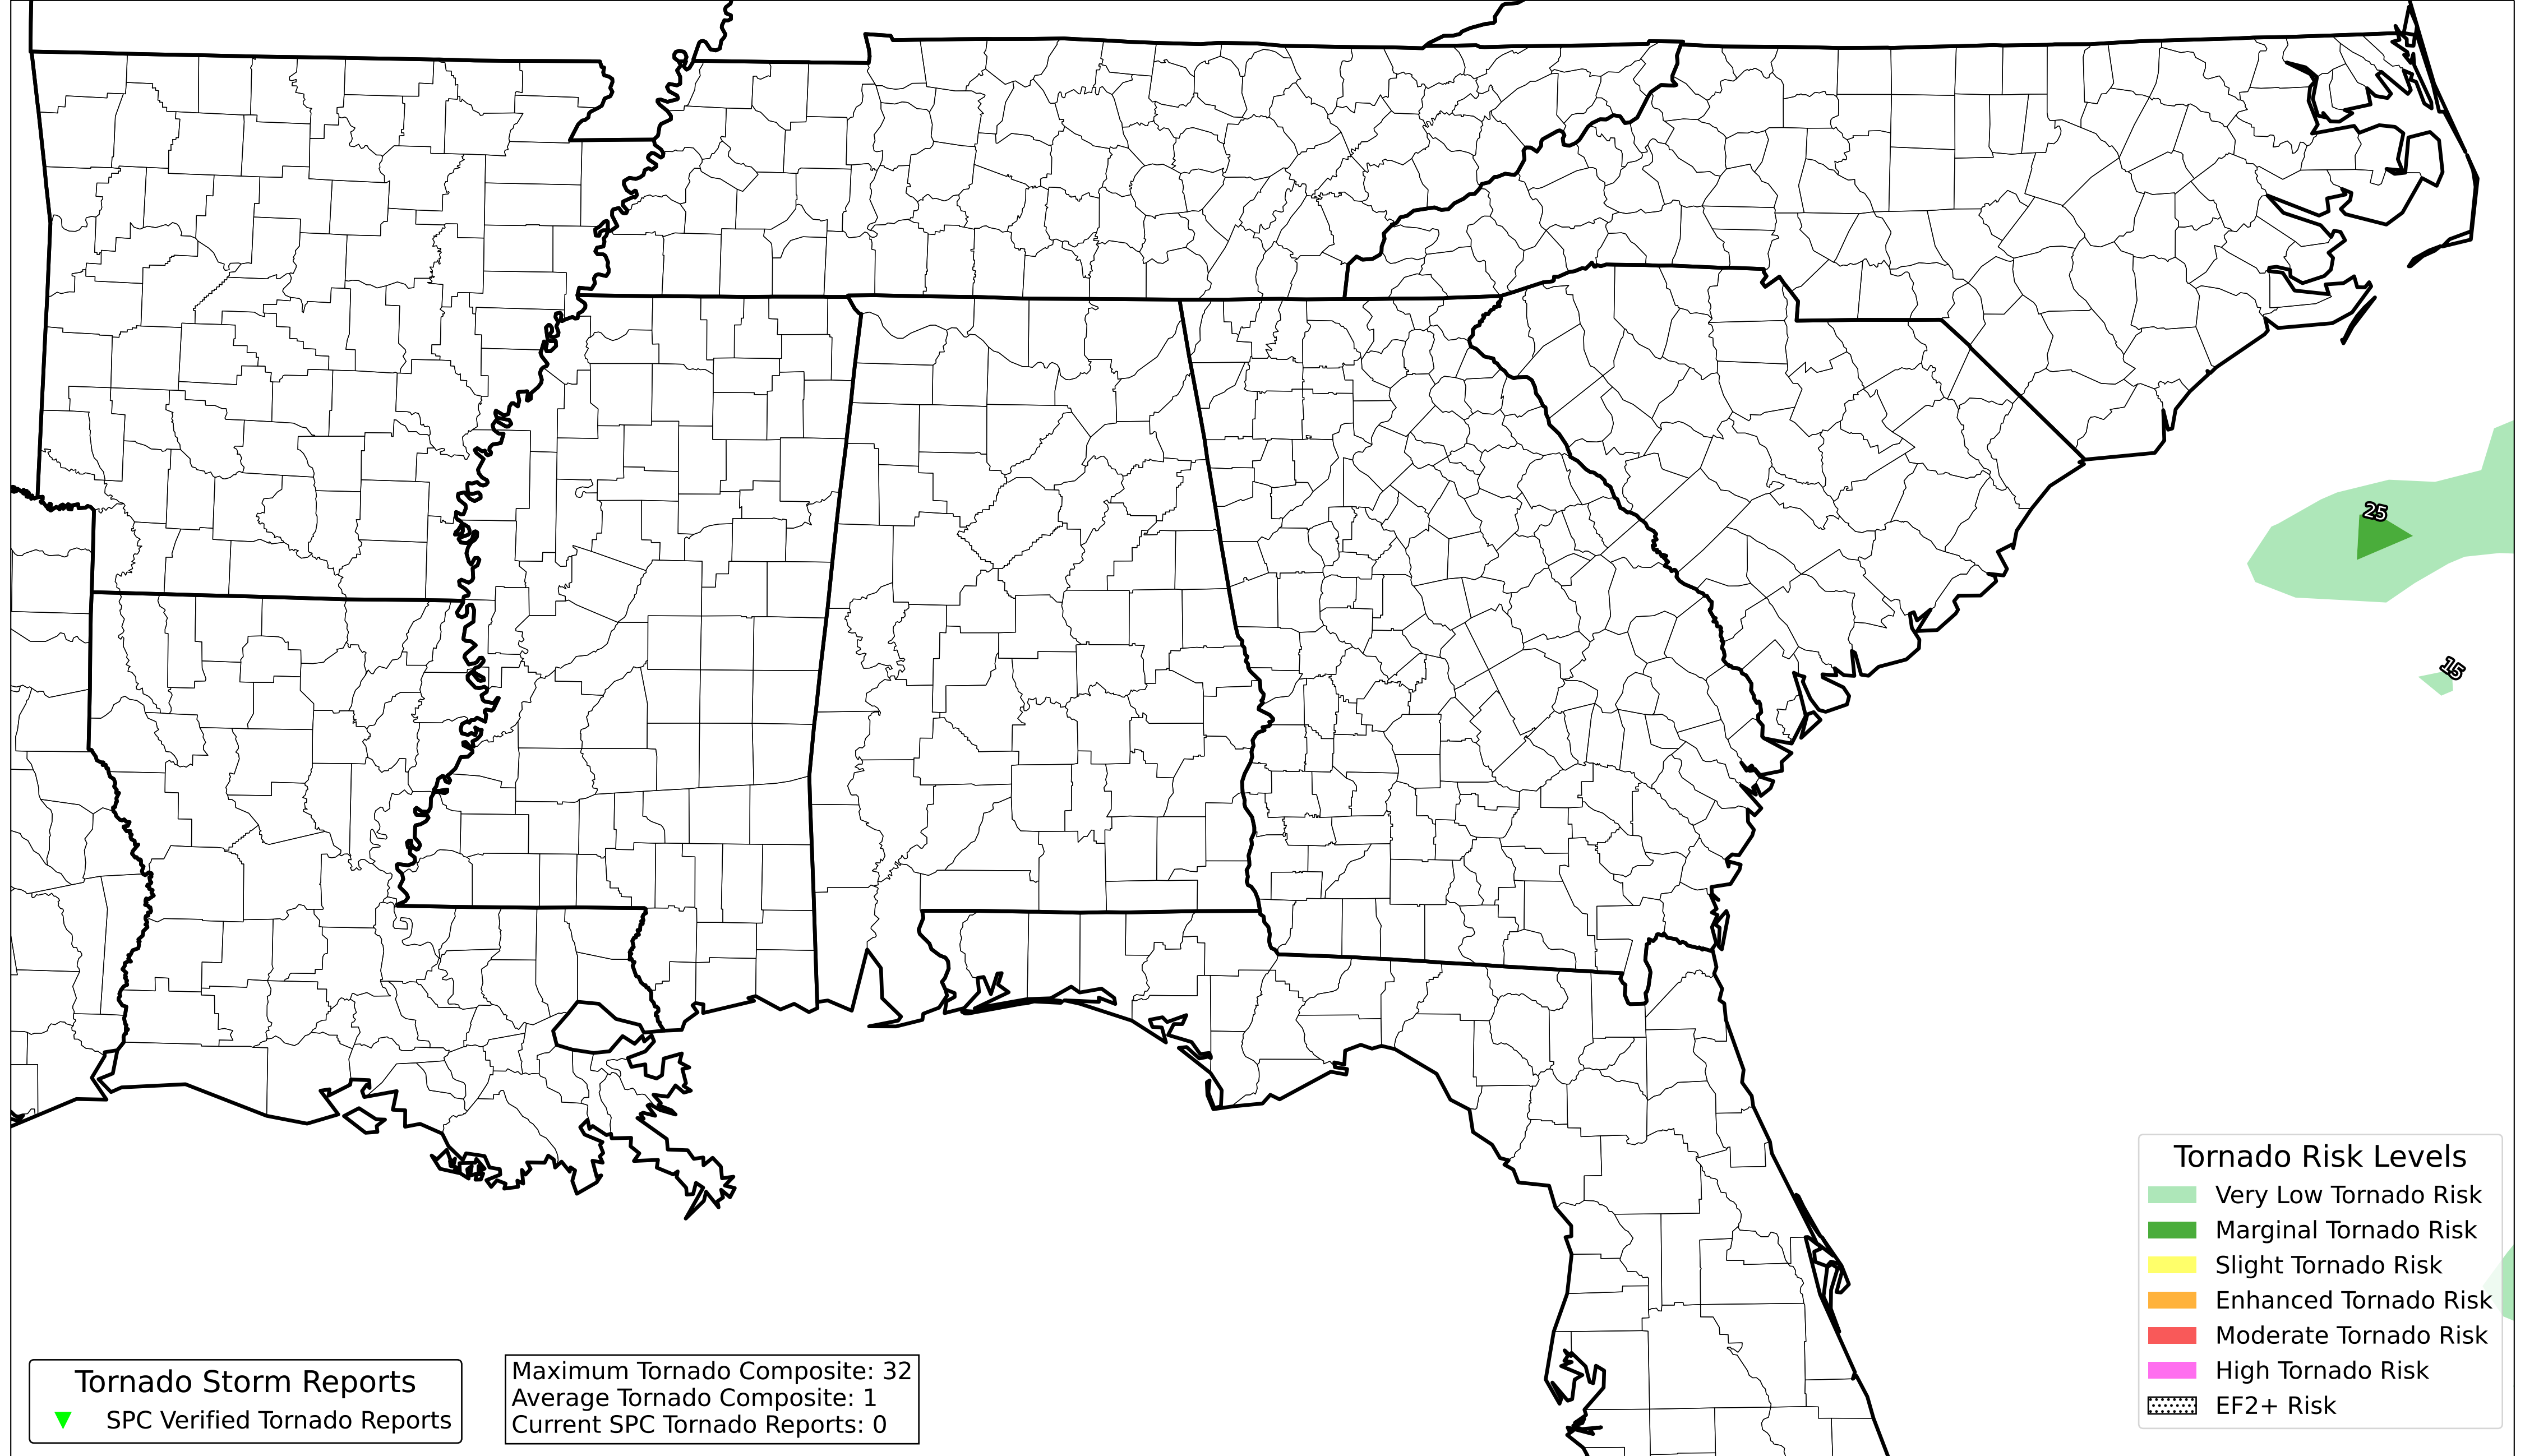 25
15
Tornado Risk Levels
Very Low Tornado Risk
Marginal Tornado Risk
Slight Tornado Risk
Enhanced Tornado Risk
Moderate Tornado Risk
High Tornado Risk
EF2+ Risk
Tornado Storm Reports
SPC Verified Tornado Reports
Maximum Tornado Composite: 32
Average Tornado Composite: 1
Current SPC Tornado Reports: 0